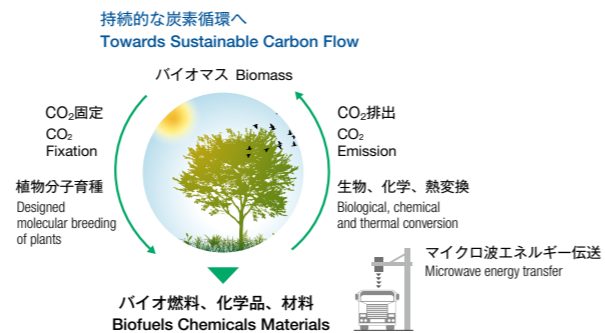 持続的な炭素循環へ
Towards Sustainable Carbon Flow
バイオマス Biomass
CO₂固定
CO₂
Fixation
CO₂排出
CO₂
Emission
植物分子育種
Designed
molecular breeding
of plants
生物、化学、熱変換
Biological, chemical
and thermal conversion
マイクロ波エネルギー伝送
Microwave energy transfer
バイオ燃料、化学品、材料
Biofuels Chemicals Materials